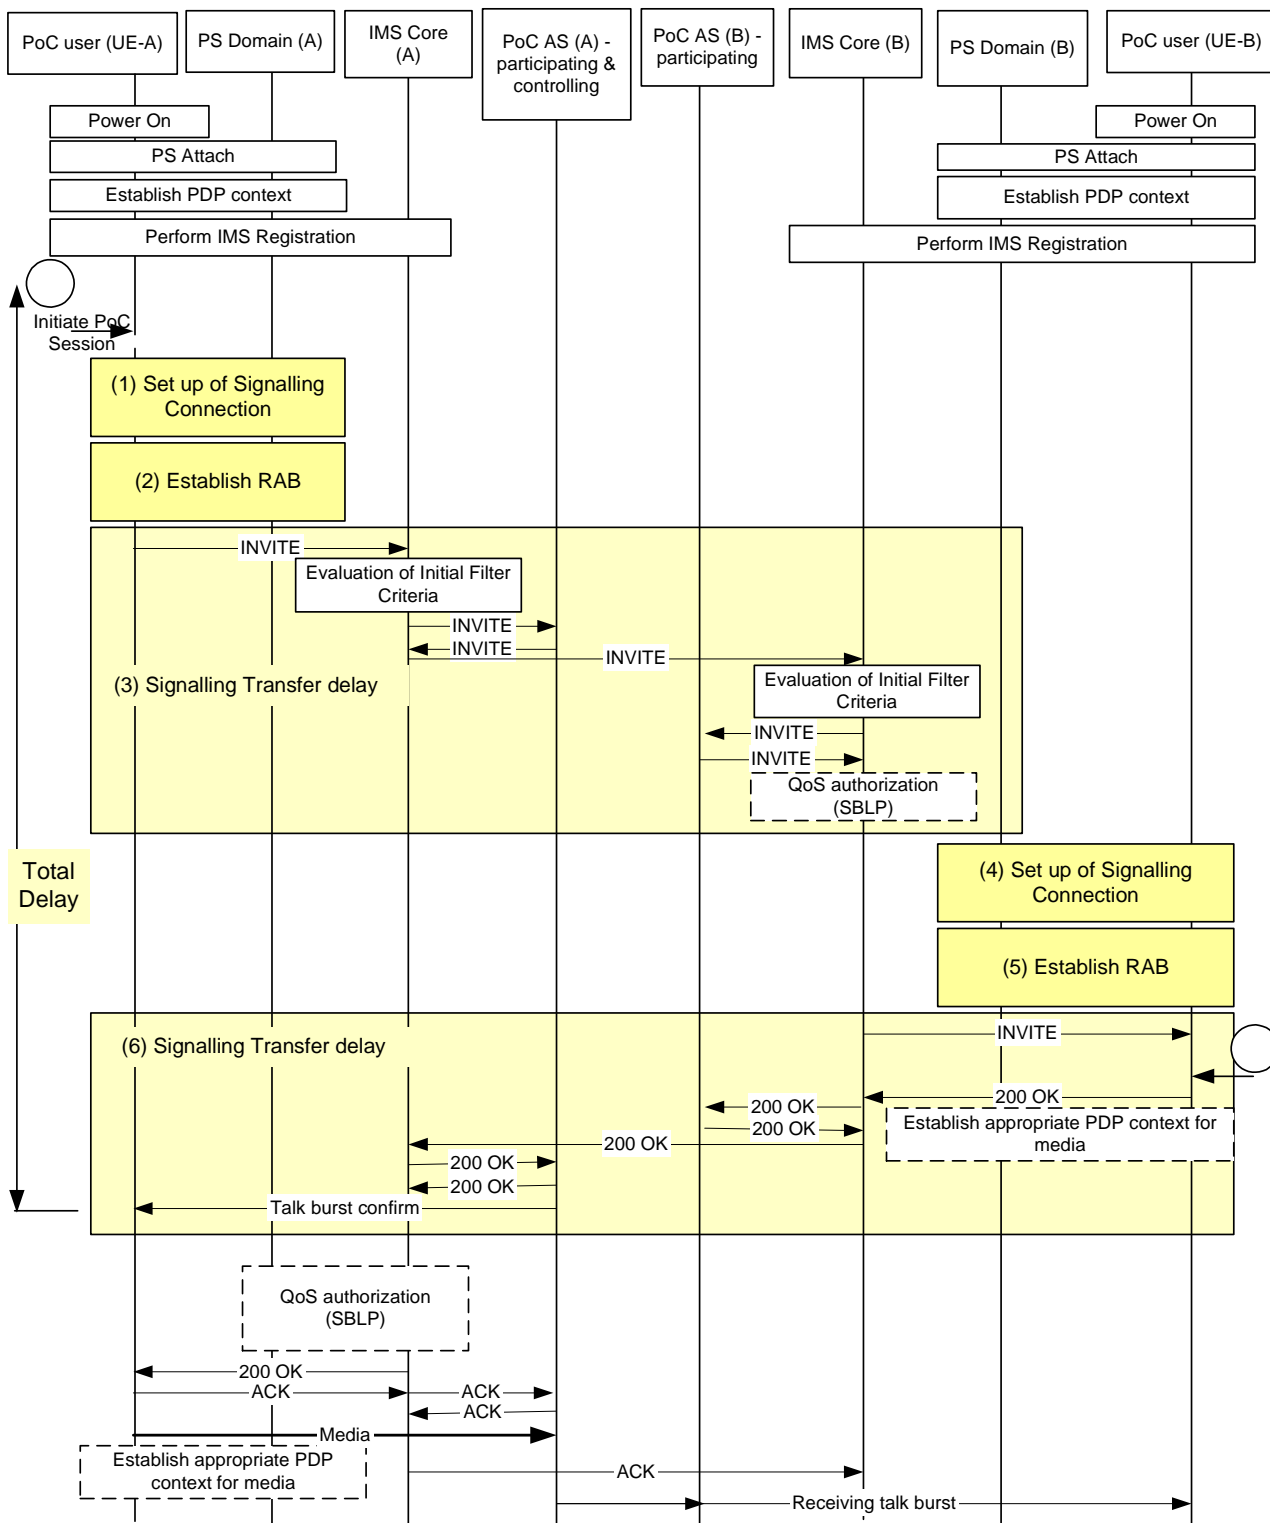 PoC user (UE-A)
PS Domain (A)
IMS Core
(A)
PoC AS (A) -
participating &
controlling
PoC AS (B) -
participating
IMS Core (B)
PS Domain (B)
PoC user (UE-B)
Power On
Power On
PS Attach
PS Attach
Establish PDP context
Establish PDP context
Perform IMS Registration
Perform IMS Registration
Initiate PoC
Session
(1) Set up of Signalling
Connection
(2) Establish RAB
INVITE
Evaluation of Initial Filter
Criteria
INVITE
INVITE
INVITE
(3) Signalling Transfer delay
Evaluation of Initial Filter
Criteria
INVITE
INVITE
QoS authorization
(SBLP)
Total
Delay
(4) Set up of Signalling
Connection
(5) Establish RAB
(6) Signalling Transfer delay
INVITE
200 OK
200 OK
200 OK
Establish appropriate PDP context for
media
200 OK
200 OK
200 OK
Talk burst confirm
QoS authorization
(SBLP)
200 OK
ACK
ACK
ACK
Media
Establish appropriate PDP
context for media
ACK
Receiving talk burst